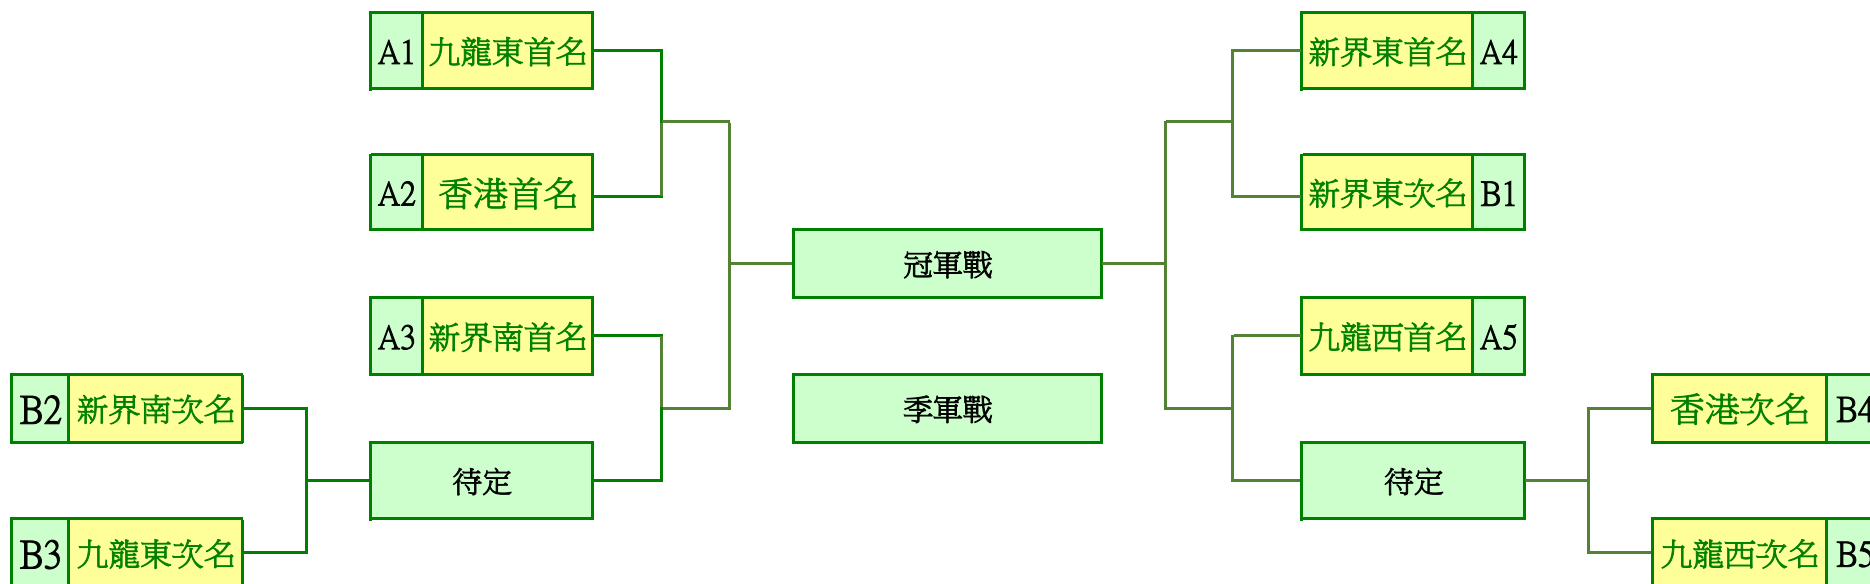 A1 九龍東首名
新界東首名 A4
A2 香港首名
新界東次名 B1
冠軍戰
A3 新界南首名
九龍西首名 A5
B2 新界南次名
季軍戰
香港次名 B4
待定
待定
B3 九龍東次名
九龍西次名 B5